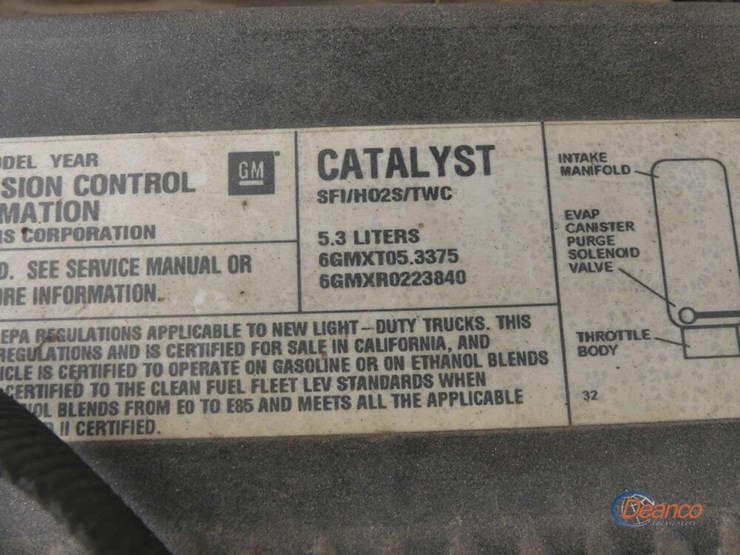 ODEL YEAR
SION CONTROL
MATION
IS CORPORATION
GM
D. SEE SERVICE MANUAL OR
RE INFORMATION.
CATALYST
SFI/HO2S/TWC
5.3 LITERS
6GMXT05.3375
6GMXR0223840
EPA REGULATIONS APPLICABLE TO NEW LIGHT-DUTY TRUCKS. THIS
REGULATIONS AND IS CERTIFIED FOR SALE IN CALIFORNIA, AND
ICLE IS CERTIFIED TO OPERATE ON GASOLINE OR ON ETHANOL BLENDS
CERTIFIED TO THE CLEAN FUEL FLEET LEV STANDARDS WHEN
OL BLENDS FROM E0 TO E85 AND MEETS ALL THE APPLICABLE
II CERTIFIED.
INTAKE
MANIFOLD
EVAP
CANISTER
PURGE
SOLENOID
VALVE
THROTTLE
BODY
32
Deanco